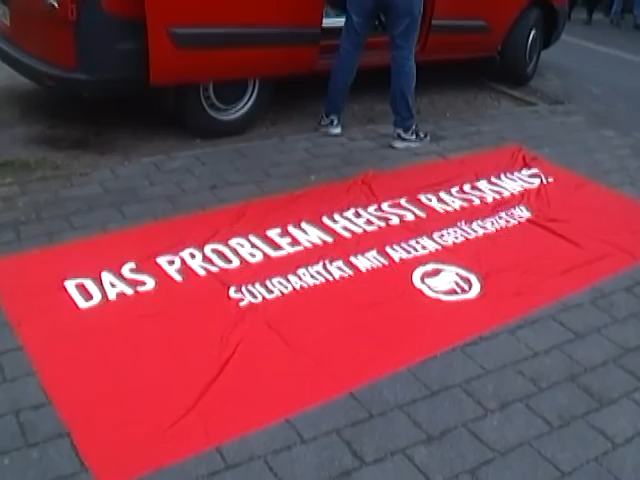 DAS PROBLEM HEISST RASSISMUS.
SOLIDARITÄT MIT ALLEN GEFLÜCHTETEN